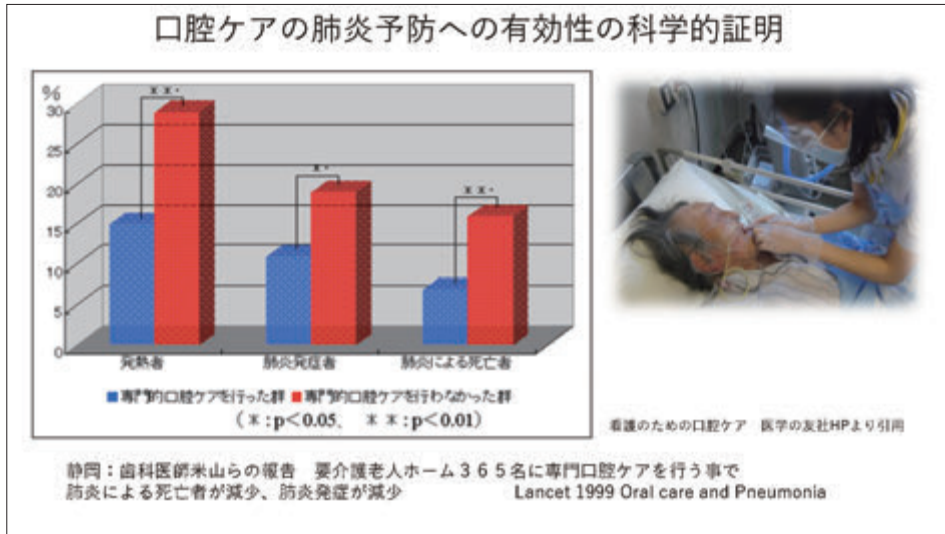 口腔ケアの肺炎予防への有効性の科学的証明
%
30
25
20
15
10
5
0
**
*
**
発熱者
肺炎発症者
肺炎による死亡者
専門的口腔ケアを行った群 専門的口腔ケアを行わなかった群
(*:p<0.05、 **:p<0.01)
看護のための口腔ケア 医学の友社HPより引用
静岡:歯科医師米山らの報告 要介護老人ホーム365名に専門口腔ケアを行う事で
肺炎による死亡者が減少、肺炎発症が減少 Lancet 1999 Oral care and Pneumonia